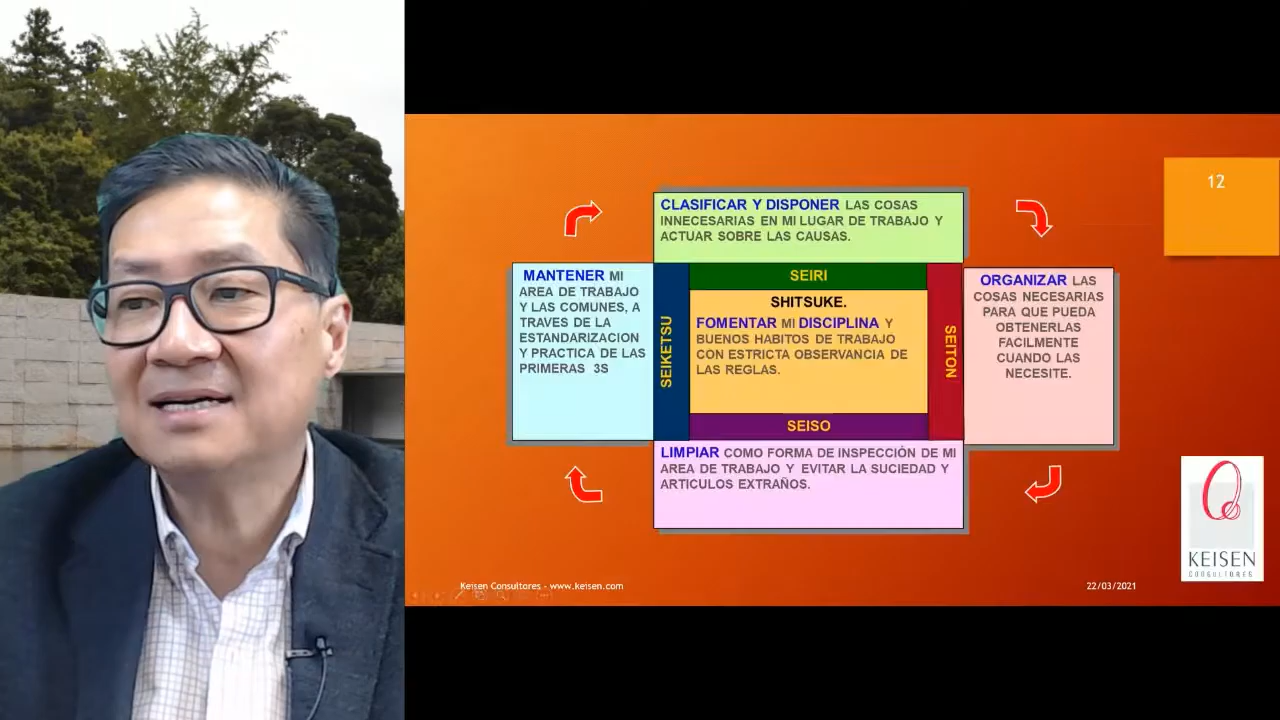 12
CLASIFICAR Y DISPONER LAS COSAS
INNECESARIAS EN MI LUGAR DE TRABAJO Y
ACTUAR SOBRE LAS CAUSAS.
MANTENER MI
AREA DE TRABAJO
Y LAS COMUNES, A
TRAVES DE LA
ESTANDARIZACION
Y PRACTICA DE LAS
PRIMERAS 3S
SEIKETSU
SEIRI
SHITSUKE.
FOMENTAR MI DISCIPLINA Y
BUENOS HABITOS DE TRABAJO
CON ESTRICTA OBSERVANCIA DE
LAS REGLAS.
SEISO
SEITON
ORGANIZAR LAS
COSAS NECESARIAS
PARA QUE PUEDA
OBTENERLAS
FACILMENTE
CUANDO LAS
NECESITE.
LIMPIAR COMO FORMA DE INSPECCIÓN DE MI
AREA DE TRABAJO Y EVITAR LA SUCIEDAD Y
ARTICULOS EXTRAÑOS.
KEISEN
CONSULTORES
Keisen Consultores - www.keisen.com
22/03/2021